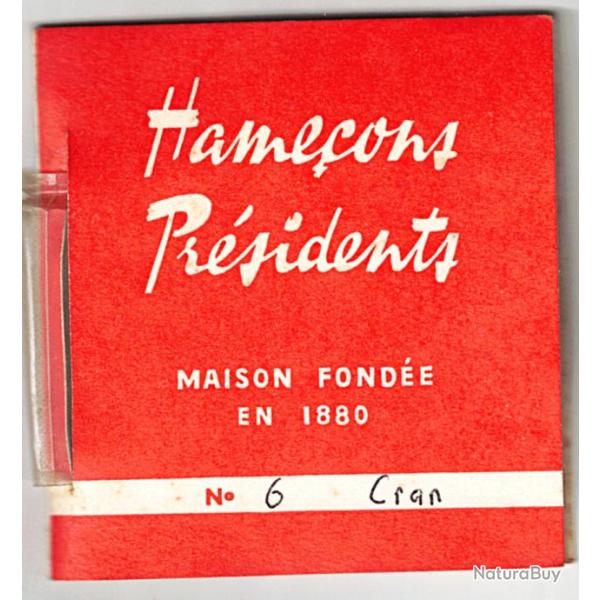 Hameçons
Présidents
MAISON FONDÉE
EN 1880
No 6 Cran
NaturaBuy